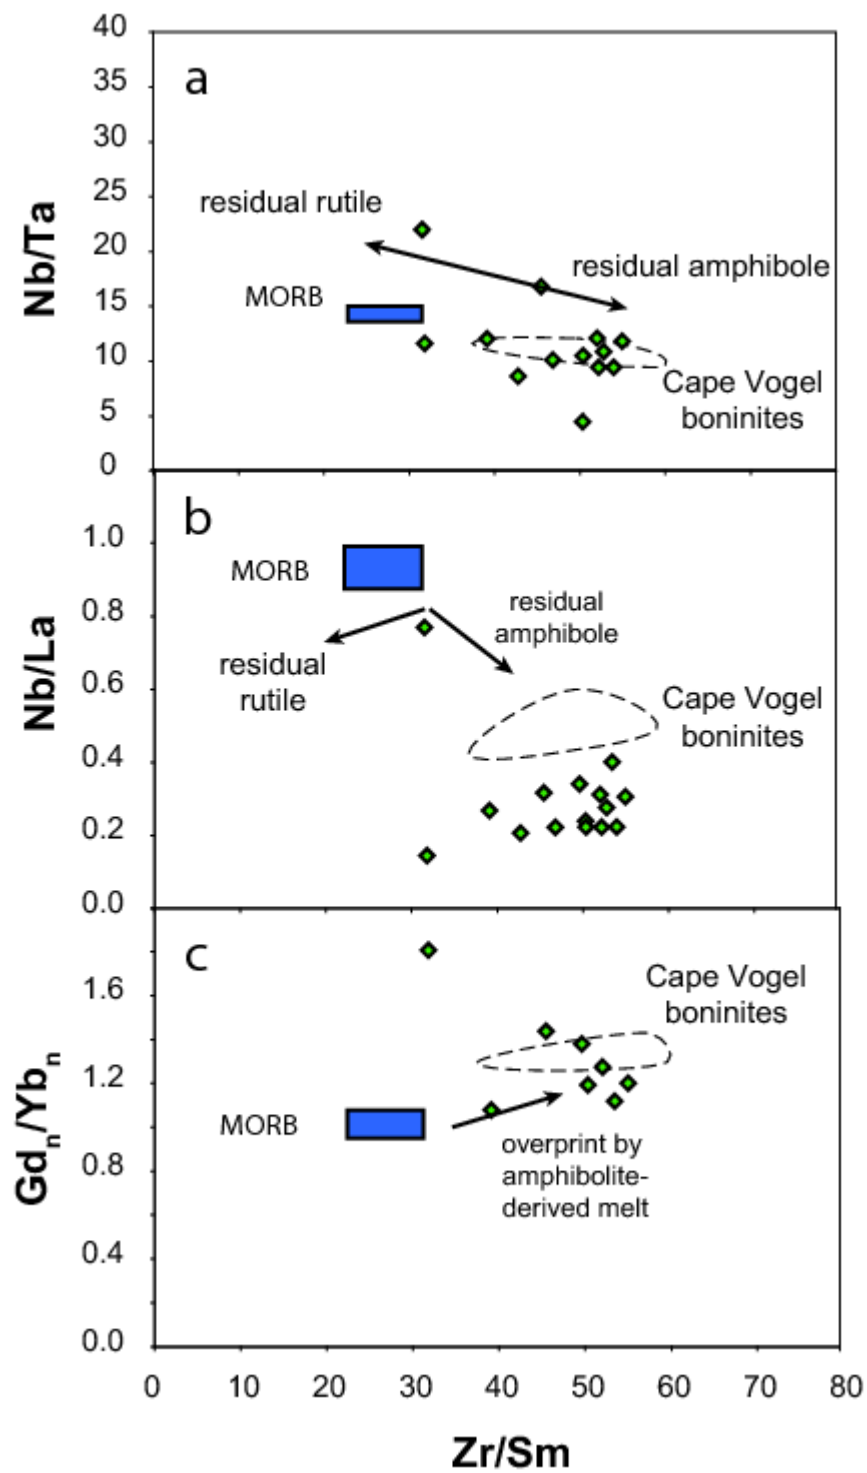 40
a
35
30
25
residual rutile
20
residual amphibole
Nb/Ta
15
MORB
10
Cape Vogel
boninites
5
0
b
1.0
MORB
0.8
residual
amphibole
residual
rutile
Nb/La
0.6
Cape Vogel
boninites
0.4
0.2
0.0
c
Cape Vogel
boninites
1.6
1.2
Gdn/Ybn
MORB
overprint by
amphibolite-
derived melt
0.8
0.4
0.0
0 10 20 30 40 50 60 70 80
Zr/Sm